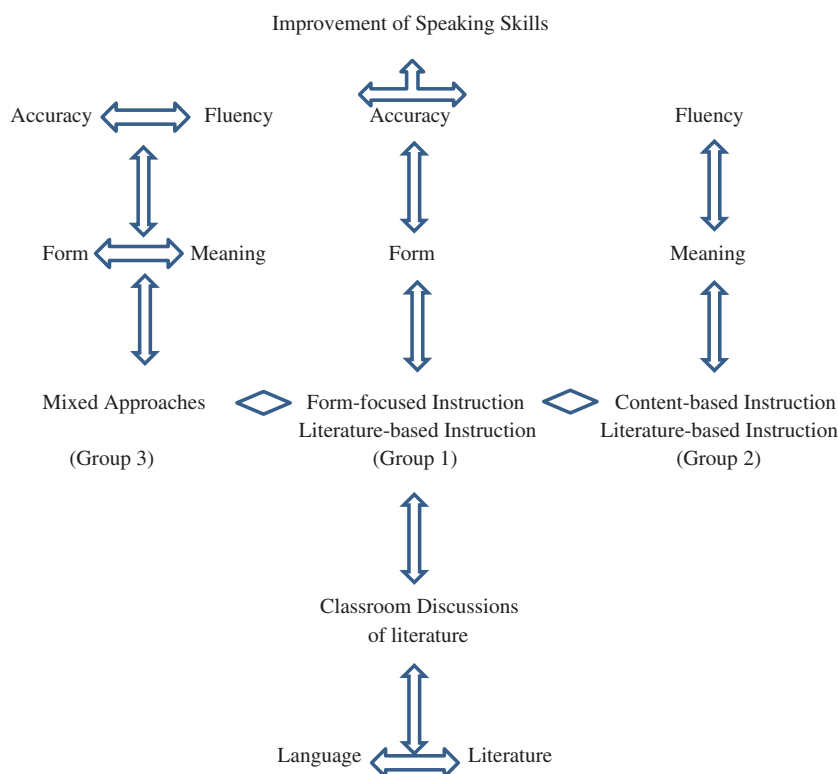 Improvement of Speaking Skills
Accuracy Fluency Accuracy Fluency
Form Meaning Form Meaning
Mixed Approaches Form-focused Instruction Content-based Instruction
Literature-based Instruction Literature-based Instruction
(Group 3) (Group 1) (Group 2)
Classroom Discussions
of literature
Language Literature